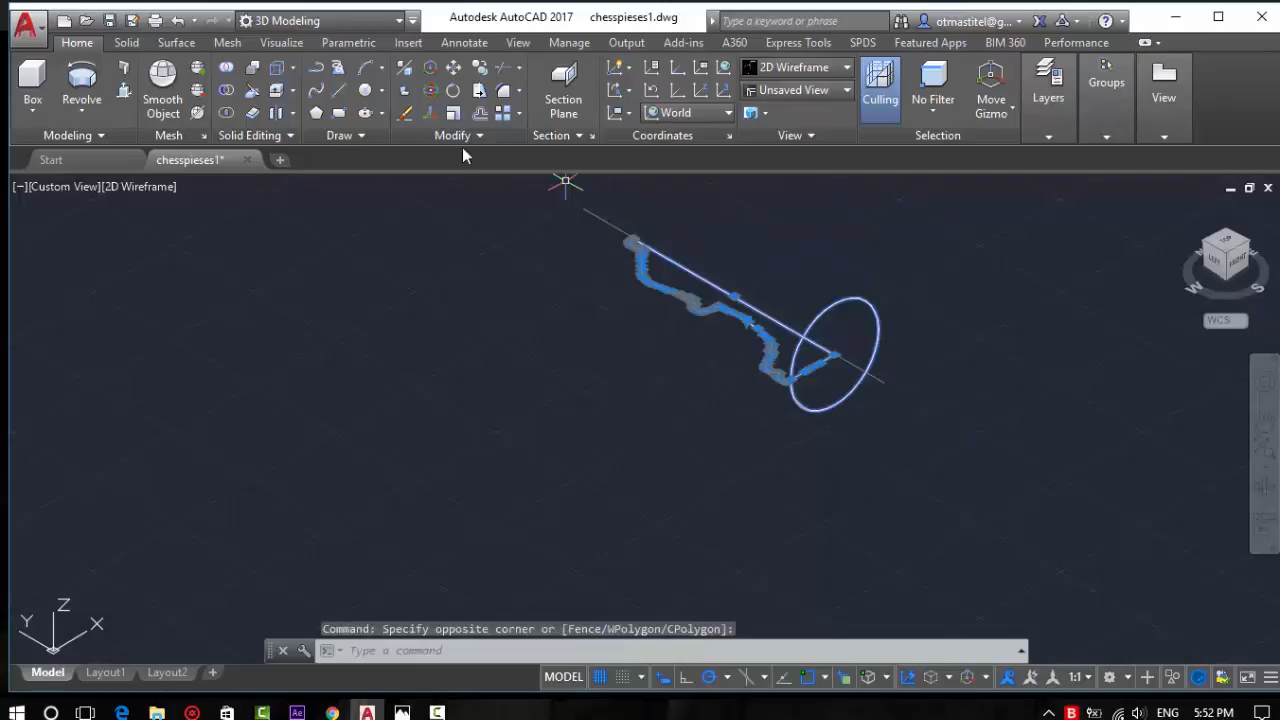 3D Modeling
Autodesk AutoCAD 2017 chesspieses1.dwg
Type a keyword or phrase
otmastitel@g...
Home Solid Surface Mesh Visualize Parametric Insert Annotate View Manage Output Add-ins A360 Express Tools SPDS Featured Apps BIM 360 Performance
Box
Revolve
Smooth Object
Section Plane
World
2D Wireframe
Unsaved View
Culling
No Filter
Move Gizmo
Layers
Groups
View
Modeling Mesh Solid Editing Draw Modify Section Coordinates View Selection
Start chesspieses1*
[−][Custom View][2D Wireframe]
TOP
LEFT
FRONT
W
S
WCS
Z
Y
X
Command: Specify opposite corner or [Fence/WPolygon/CPolygon]:
Type a command
Model Layout1 Layout2
MODEL
1:1
ENG 5:52 PM